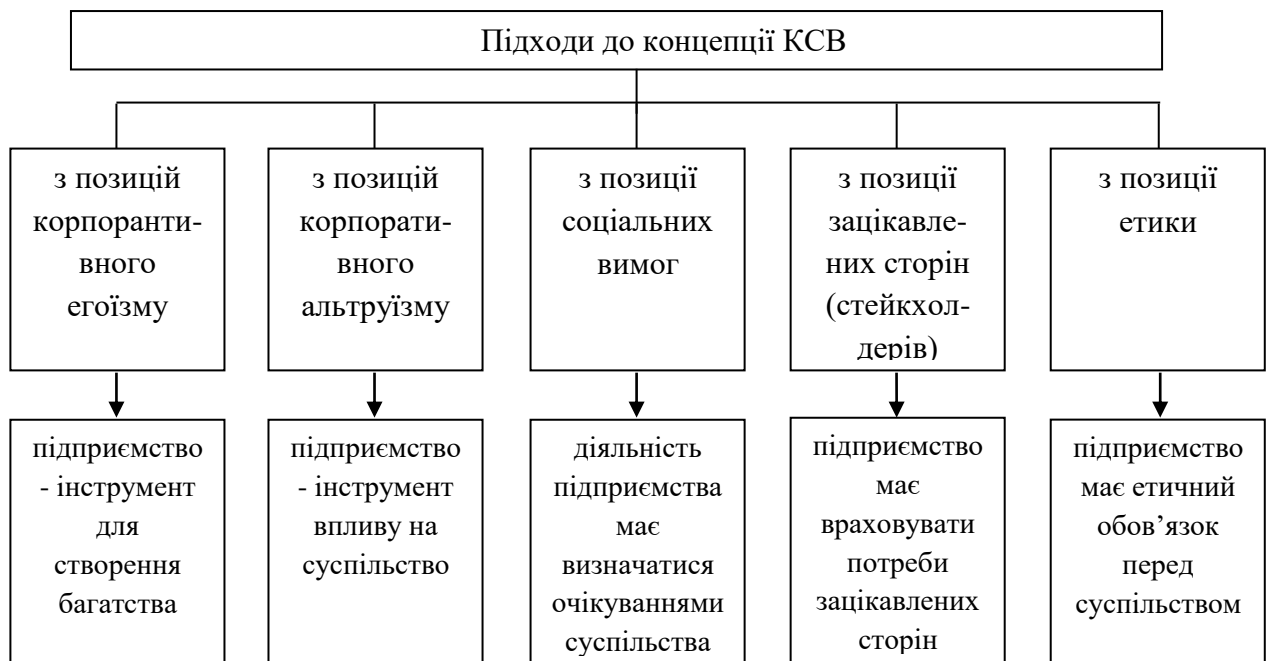 Підходи до концепції КСВ
з позицій
корпоранти-
вного
егоїзму
з позицій
корпорати-
вного
альтруїзму
з позиції
соціальних
вимог
з позиції
зацікавле-
них сторін
(стейкхол-
дерів)
з позиції
етики
підприємство
- інструмент
для
створення
багатства
підприємство
- інструмент
впливу на
суспільство
діяльність
підприємства
має
визначатися
очікуваннями
суспільства
підприємство
має
враховувати
потреби
зацікавлених
сторін
підприємство
має етичний
обов’язок
перед
суспільством